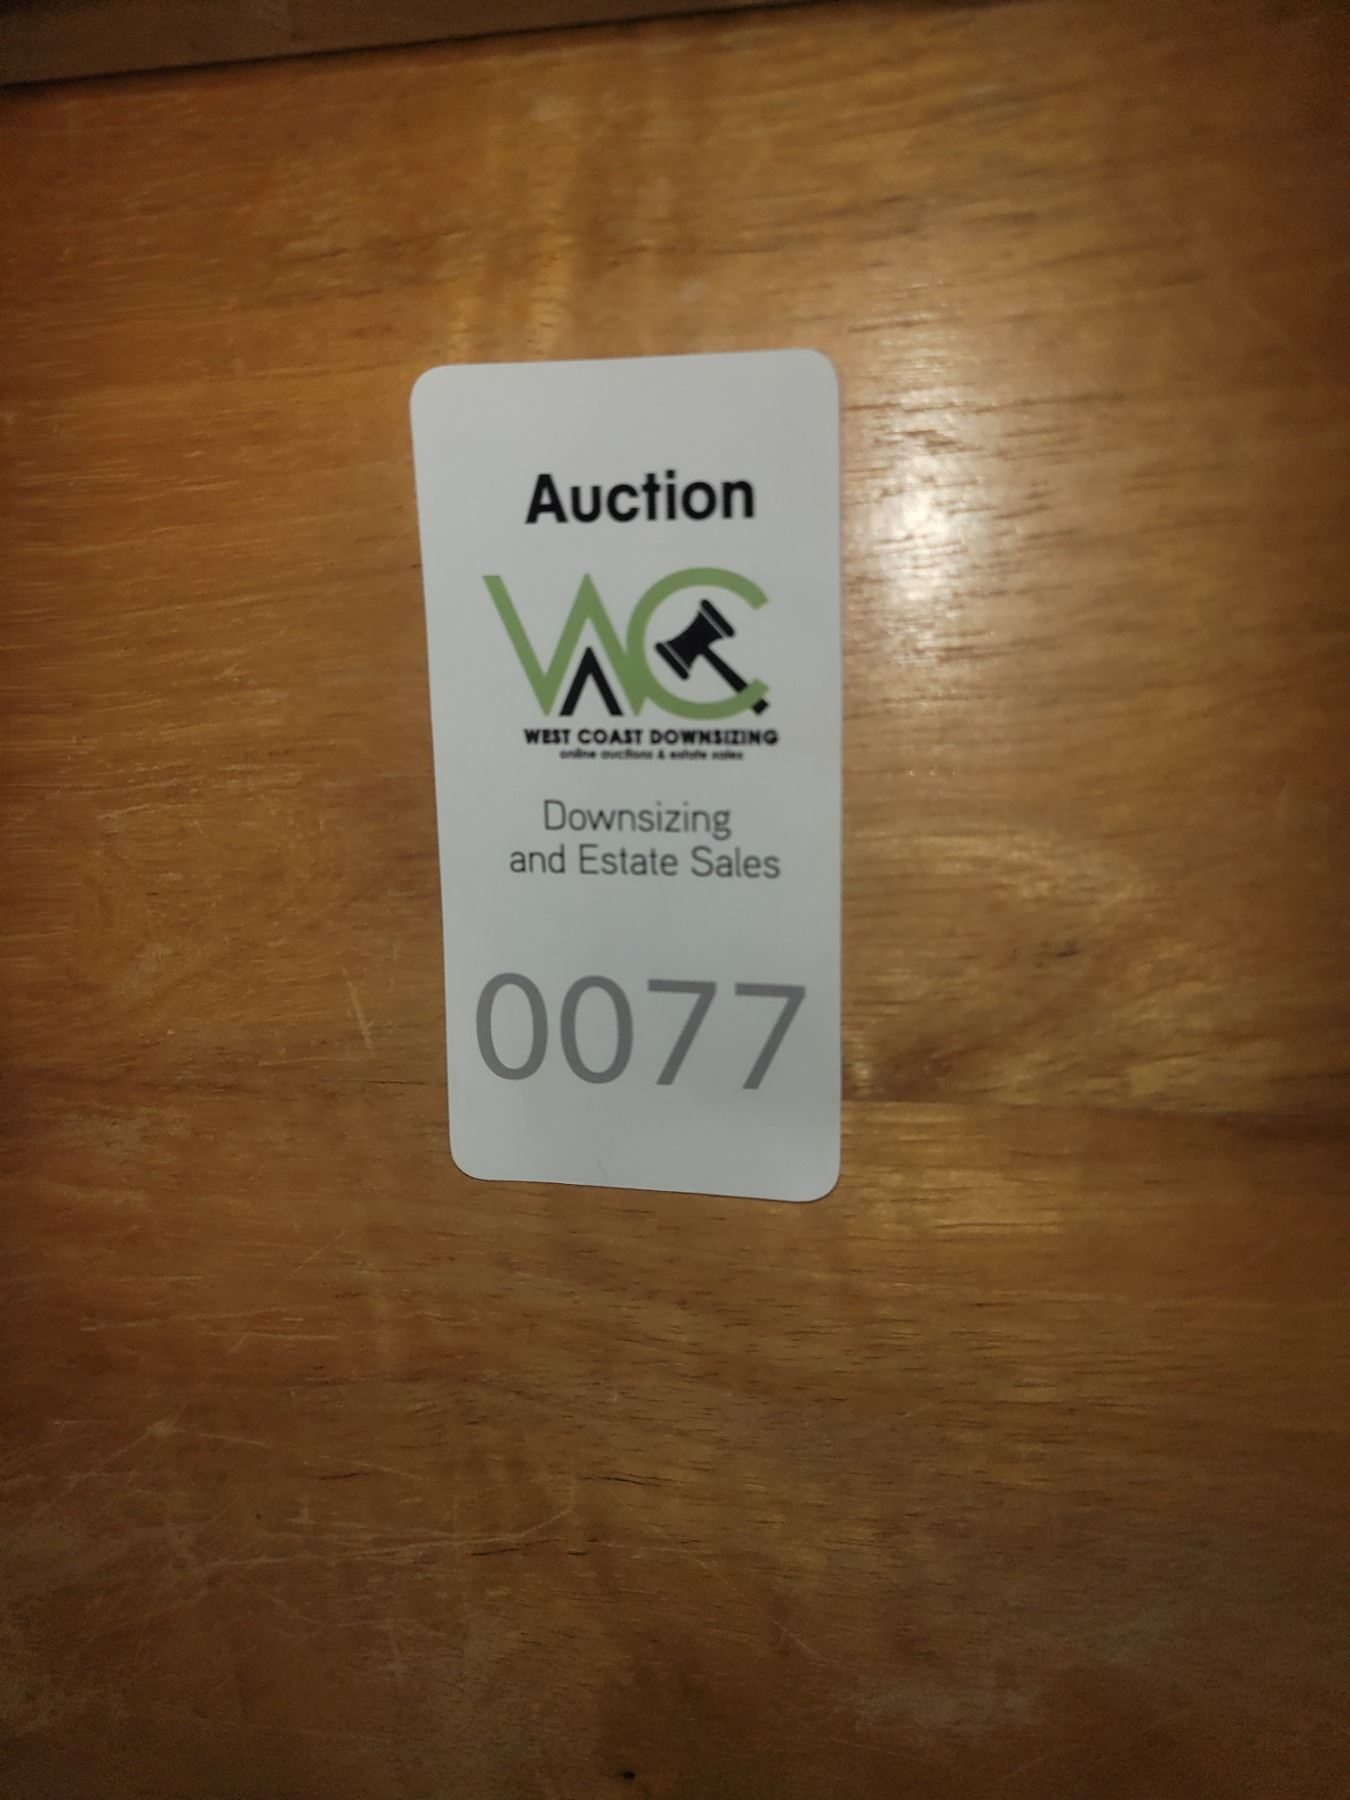 Auction
WC
WEST COAST DOWNSIZING
online auctions & estate sales
Downsizing
and Estate Sales
0077